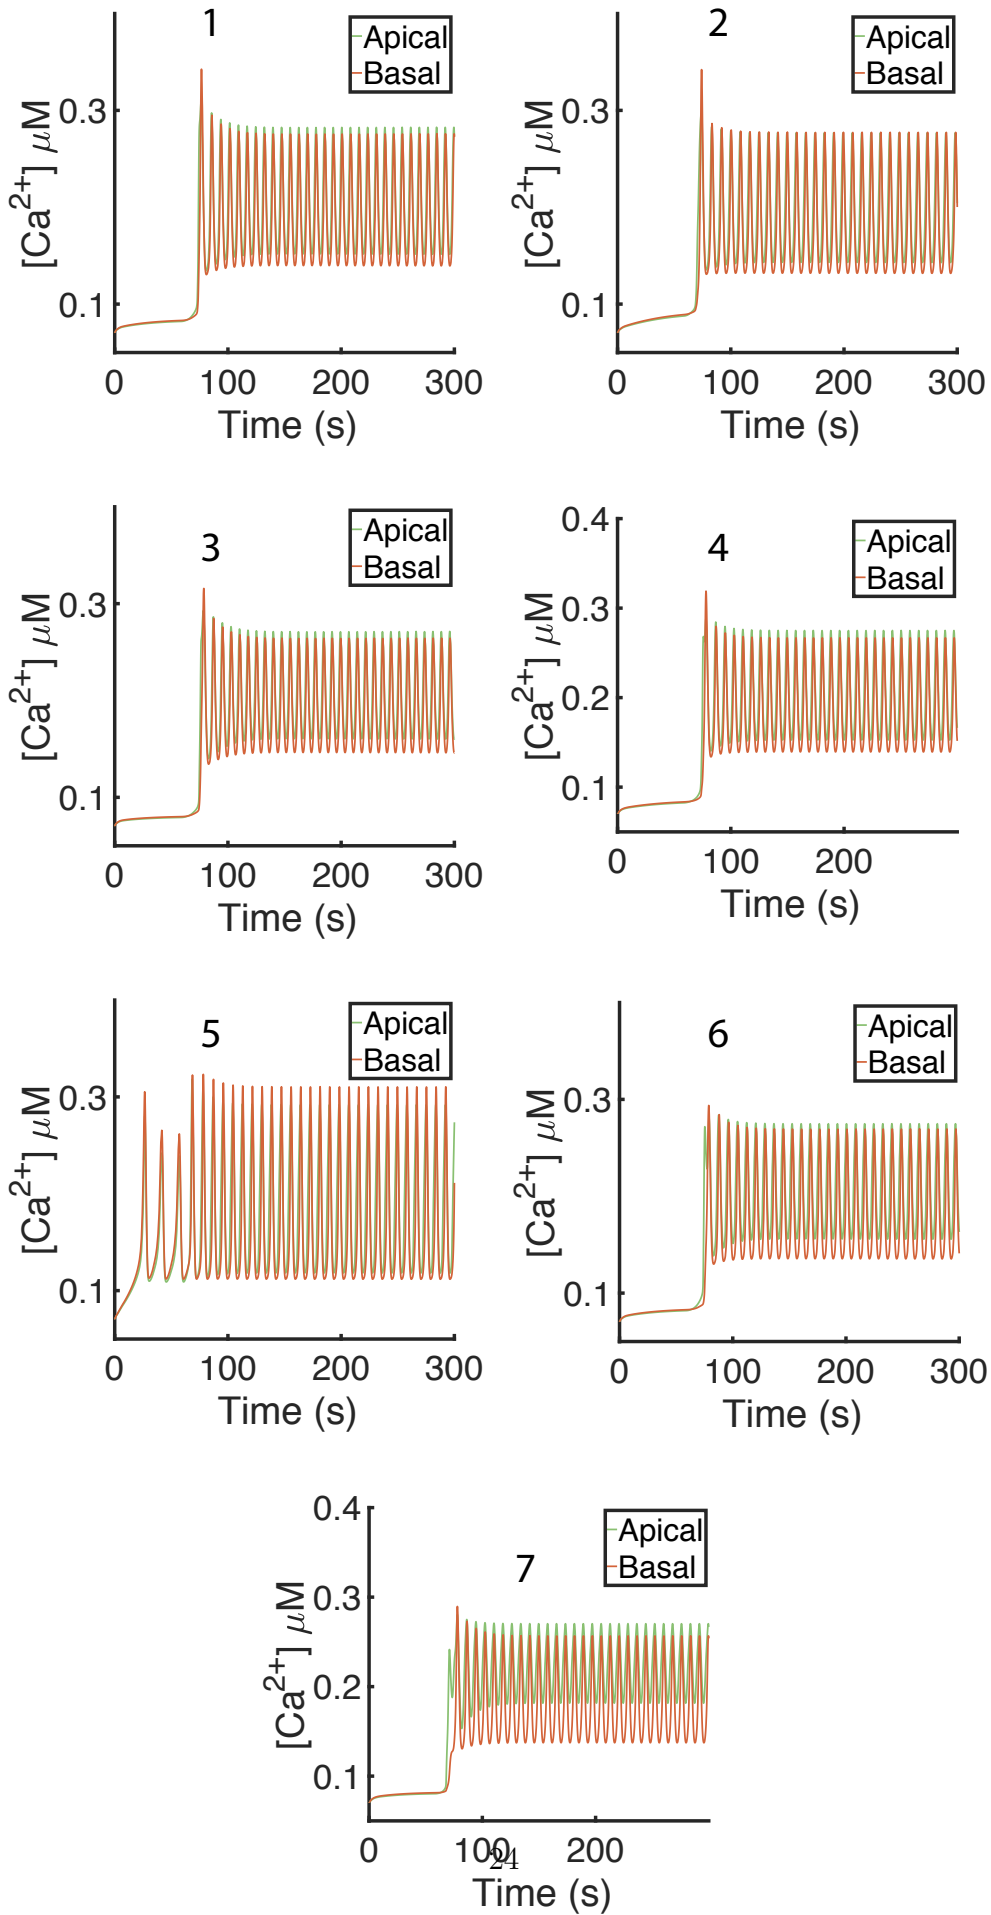 1
Apical
Basal
0.3
0.1
[Ca2+] μM
0 100 200 300
Time (s)
2
Apical
Basal
0.3
0.1
[Ca2+] μM
0 100 200 300
Time (s)
3
Apical
Basal
0.3
0.1
[Ca2+] μM
0 100 200 300
Time (s)
4
Apical
Basal
0.4
0.3
0.2
0.1
[Ca2+] μM
0 100 200 300
Time (s)
5
Apical
Basal
0.3
0.1
[Ca2+] μM
0 100 200 300
Time (s)
6
Apical
Basal
0.3
0.1
[Ca2+] μM
0 100 200 300
Time (s)
7
Apical
Basal
0.4
0.3
0.2
0.1
[Ca2+] μM
0 100 200
24
Time (s)